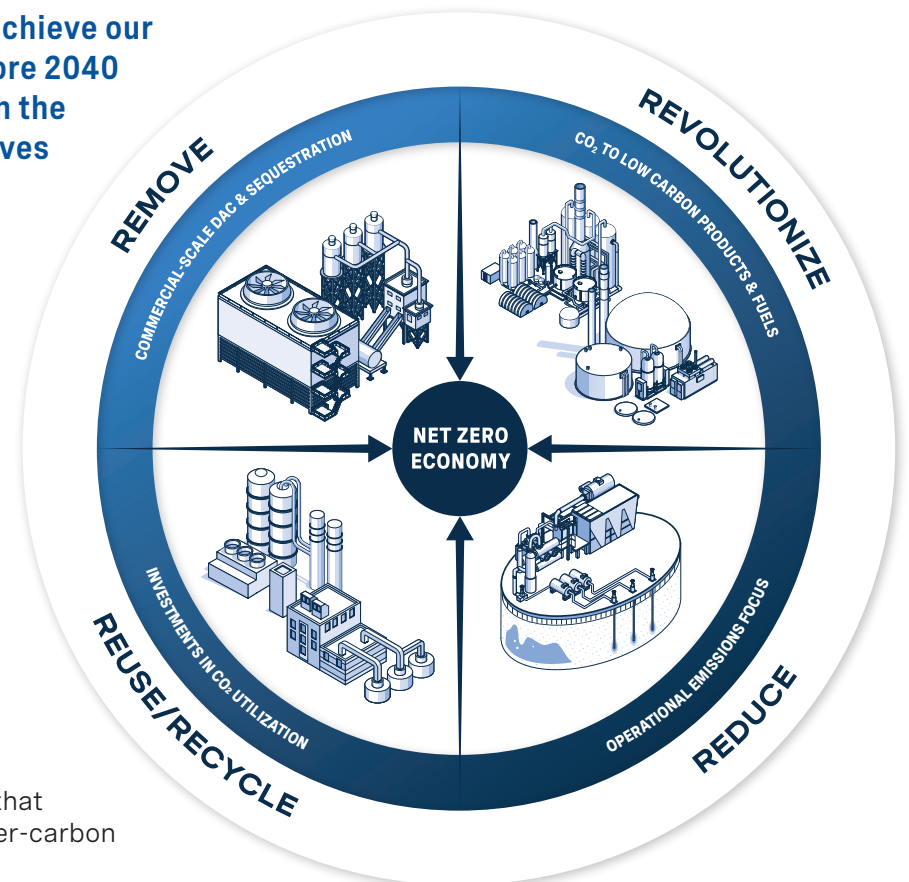 chieve our
ore 2040
n the
ves
REMOVE
COMMERCIAL-SCALE DAC & SEQUESTRATION
REVOLUTIONIZE
CO₂ TO LOW CARBON PRODUCTS & FUELS
NET ZERO
ECONOMY
INVESTMENTS IN CO₂ UTILIZATION
REUSE/RECYCLE
OPERATIONAL EMISSIONS FOCUS
REDUCE
that
er-carbon